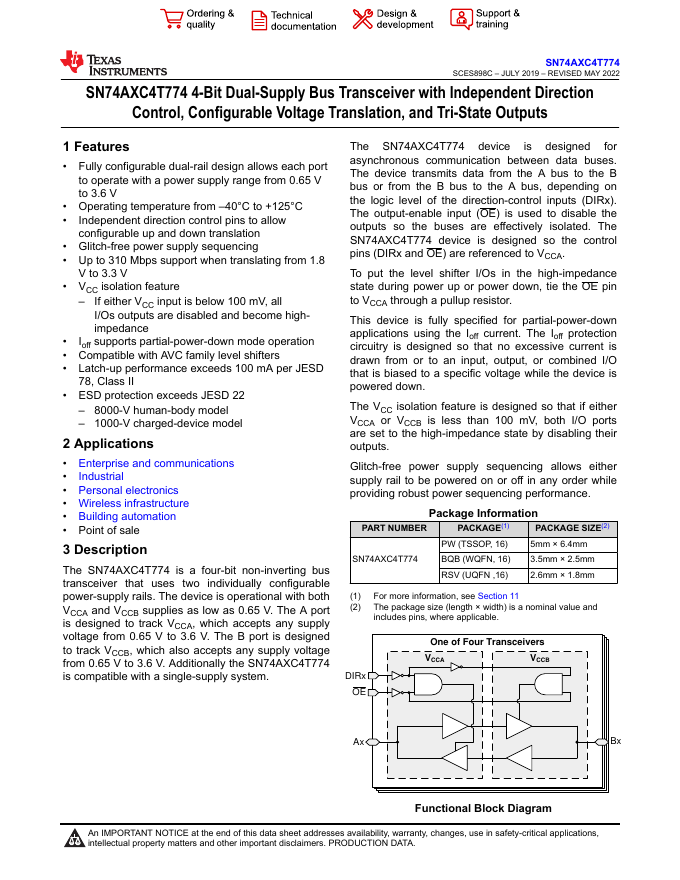 Ordering & quality
Technical documentation
Design & development
Support & training
TEXAS INSTRUMENTS
SN74AXC4T774
SCES898C – JULY 2019 – REVISED MAY 2022
SN74AXC4T774 4-Bit Dual-Supply Bus Transceiver with Independent Direction
Control, Configurable Voltage Translation, and Tri-State Outputs
1 Features
• Fully configurable dual-rail design allows each port
to operate with a power supply range from 0.65 V
to 3.6 V
• Operating temperature from –40°C to +125°C
• Independent direction control pins to allow
configurable up and down translation
• Glitch-free power supply sequencing
• Up to 310 Mbps support when translating from 1.8
V to 3.3 V
• VCC isolation feature
– If either VCC input is below 100 mV, all
I/Os outputs are disabled and become high-
impedance
• Ioff supports partial-power-down mode operation
• Compatible with AVC family level shifters
• Latch-up performance exceeds 100 mA per JESD
78, Class II
• ESD protection exceeds JESD 22
– 8000-V human-body model
– 1000-V charged-device model
2 Applications
• Enterprise and communications
• Industrial
• Personal electronics
• Wireless infrastructure
• Building automation
• Point of sale
3 Description
The SN74AXC4T774 is a four-bit non-inverting bus
transceiver that uses two individually configurable
power-supply rails. The device is operational with both
VCCA and VCCB supplies as low as 0.65 V. The A port
is designed to track VCCA, which accepts any supply
voltage from 0.65 V to 3.6 V. The B port is designed
to track VCCB, which also accepts any supply voltage
from 0.65 V to 3.6 V. Additionally the SN74AXC4T774
is compatible with a single-supply system.
The SN74AXC4T774 device is designed for
asynchronous communication between data buses.
The device transmits data from the A bus to the B
bus or from the B bus to the A bus, depending on
the logic level of the direction-control inputs (DIRx).
The output-enable input (OE) is used to disable the
outputs so the buses are effectively isolated. The
SN74AXC4T774 device is designed so the control
pins (DIRx and OE) are referenced to VCCA.
To put the level shifter I/Os in the high-impedance
state during power up or power down, tie the OE pin
to VCCA through a pullup resistor.
This device is fully specified for partial-power-down
applications using the Ioff current. The Ioff protection
circuitry is designed so that no excessive current is
drawn from or to an input, output, or combined I/O
that is biased to a specific voltage while the device is
powered down.
The VCC isolation feature is designed so that if either
VCCA or VCCB is less than 100 mV, both I/O ports
are set to the high-impedance state by disabling their
outputs.
Glitch-free power supply sequencing allows either
supply rail to be powered on or off in any order while
providing robust power sequencing performance.
Package Information
PART NUMBER PACKAGE(1) PACKAGE SIZE(2)
SN74AXC4T774
PW (TSSOP, 16) 5mm × 6.4mm
BQB (WQFN, 16) 3.5mm × 2.5mm
RSV (UQFN ,16) 2.6mm × 1.8mm
(1) For more information, see Section 11
(2) The package size (length × width) is a nominal value and
includes pins, where applicable.
One of Four Transceivers
VCCA VCCB
DIRx
OE
Ax Bx
Functional Block Diagram
An IMPORTANT NOTICE at the end of this data sheet addresses availability, warranty, changes, use in safety-critical applications,
intellectual property matters and other important disclaimers. PRODUCTION DATA.